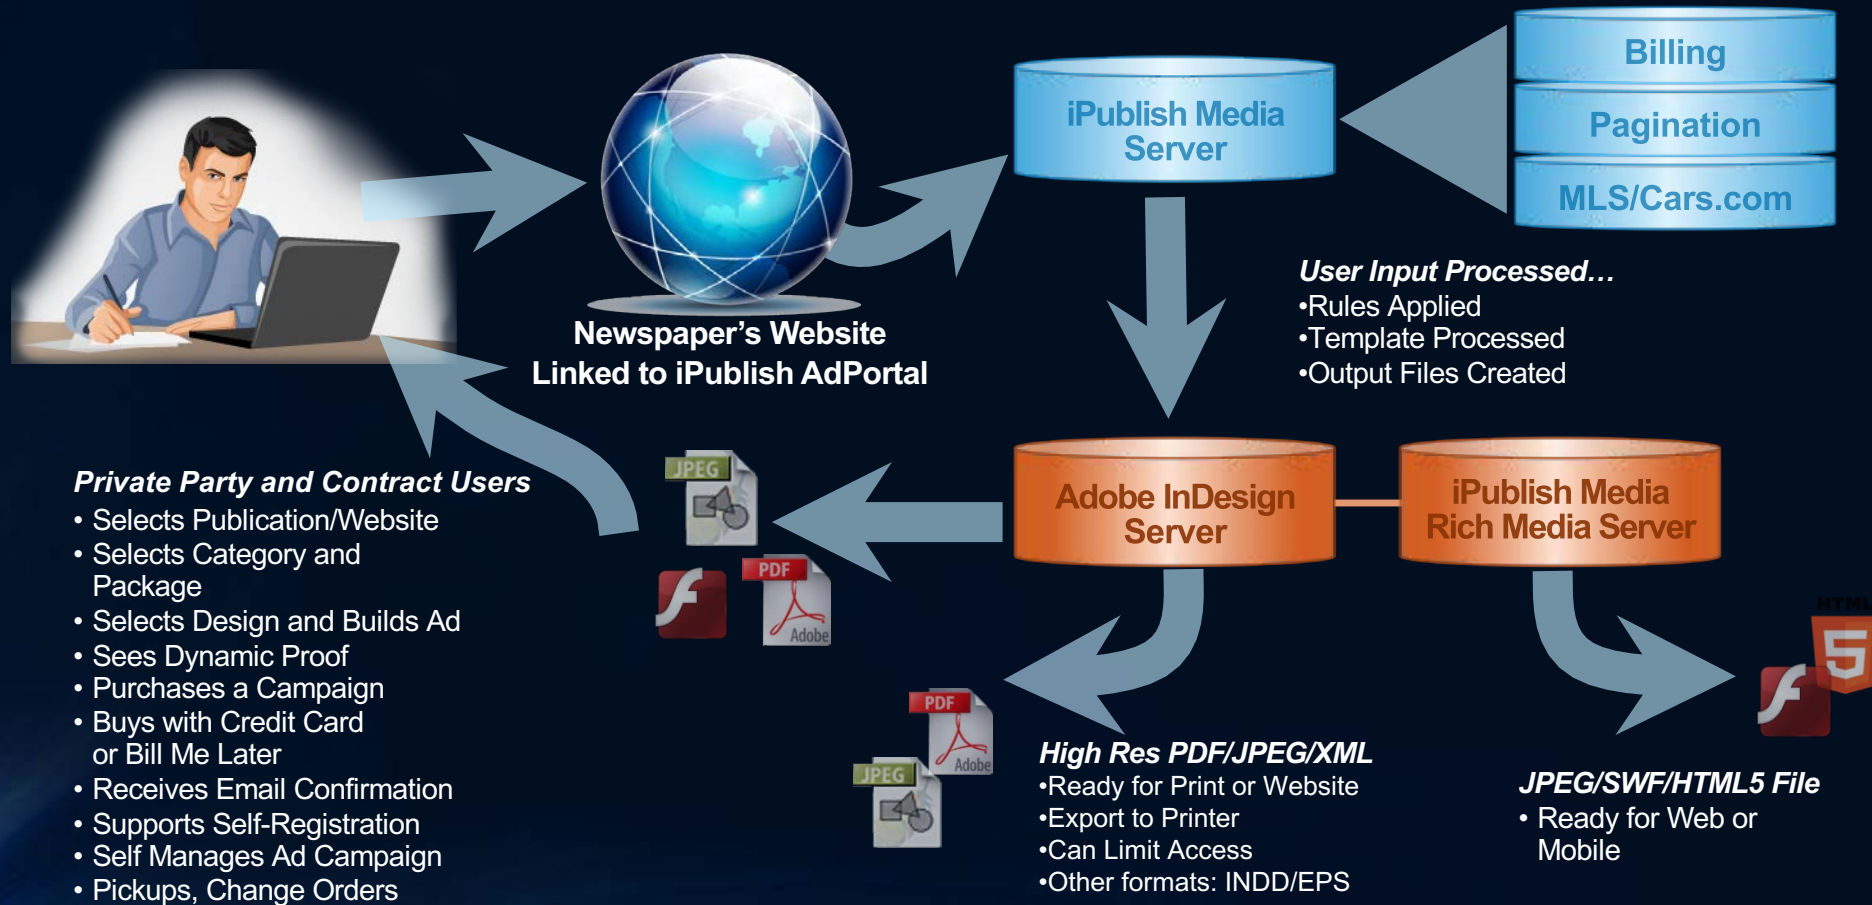 Billing
Pagination
MLS/Cars.com
iPublish Media
Server
Newspaper's Website
Linked to iPublish AdPortal
User Input Processed…
•Rules Applied
•Template Processed
•Output Files Created
Private Party and Contract Users
• Selects Publication/Website
• Selects Category and
Package
• Selects Design and Builds Ad
• Sees Dynamic Proof
• Purchases a Campaign
• Buys with Credit Card
or Bill Me Later
• Receives Email Confirmation
• Supports Self-Registration
• Self Manages Ad Campaign
• Pickups, Change Orders
JPEG
PDF
Adobe
Adobe InDesign
Server
iPublish Media
Rich Media Server
PDF
Adobe
JPEG
High Res PDF/JPEG/XML
•Ready for Print or Website
•Export to Printer
•Can Limit Access
•Other formats: INDD/EPS
HTML
5
JPEG/SWF/HTML5 File
• Ready for Web or
Mobile